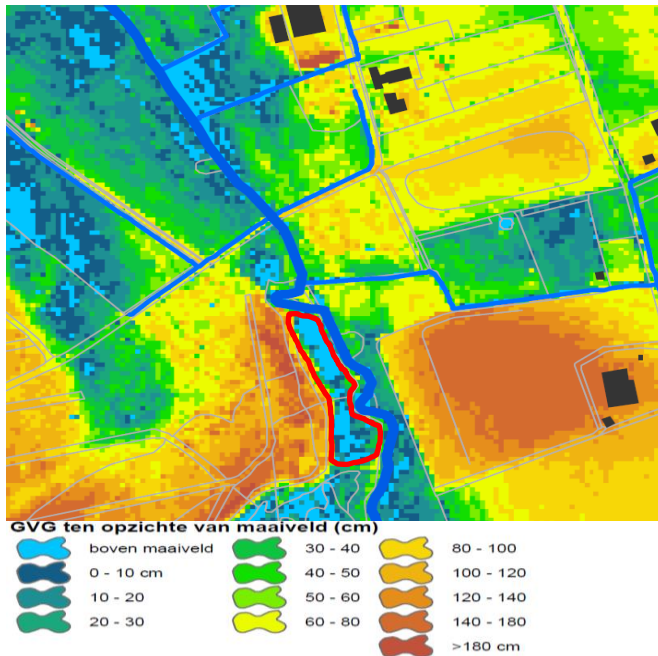 GVG ten opzichte van maaiveld (cm)
boven maaiveld
0 - 10 cm
10 - 20
20 - 30
30 - 40
40 - 50
50 - 60
60 - 80
80 - 100
100 - 120
120 - 140
140 - 180
>180 cm